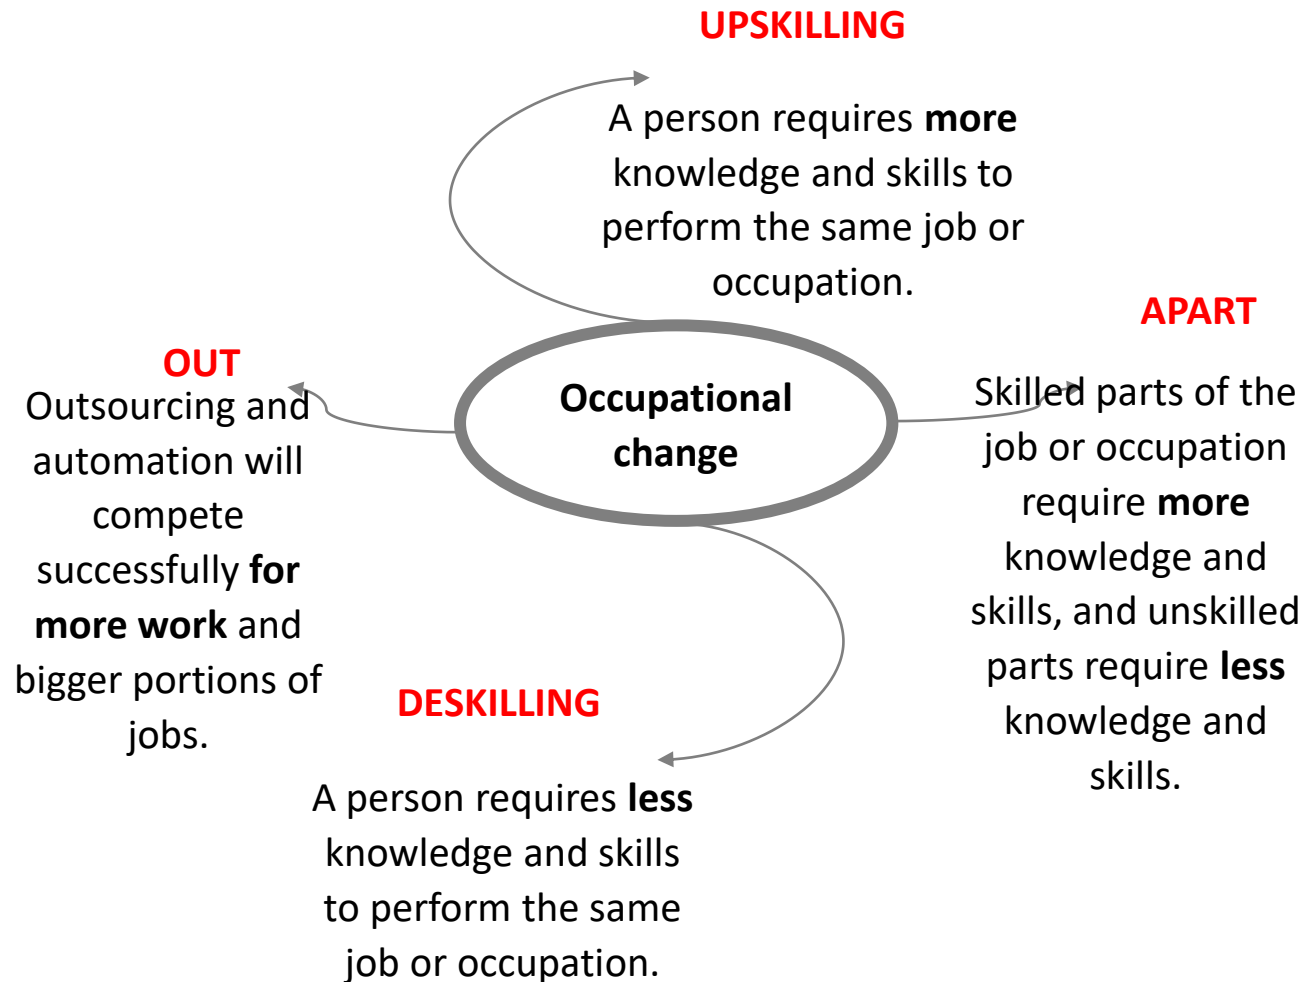 UPSKILLING
A person requires more
knowledge and skills to
perform the same job or
occupation.
APART
Skilled parts of the
job or occupation
require more
knowledge and
skills, and unskilled
parts require less
knowledge and
skills.
OUT
Outsourcing and
automation will
compete
successfully for
more work and
bigger portions of
jobs.
Occupational
change
DESKILLING
A person requires less
knowledge and skills
to perform the same
job or occupation.